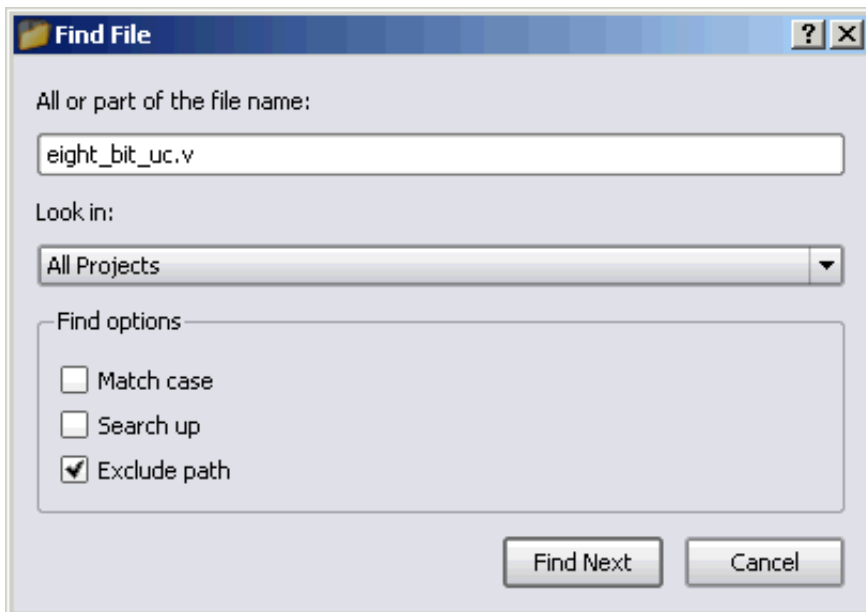 Find File
All or part of the file name:
eight_bit_uc.v
Look in:
All Projects
Find options
Match case
Search up
Exclude path
Find Next Cancel